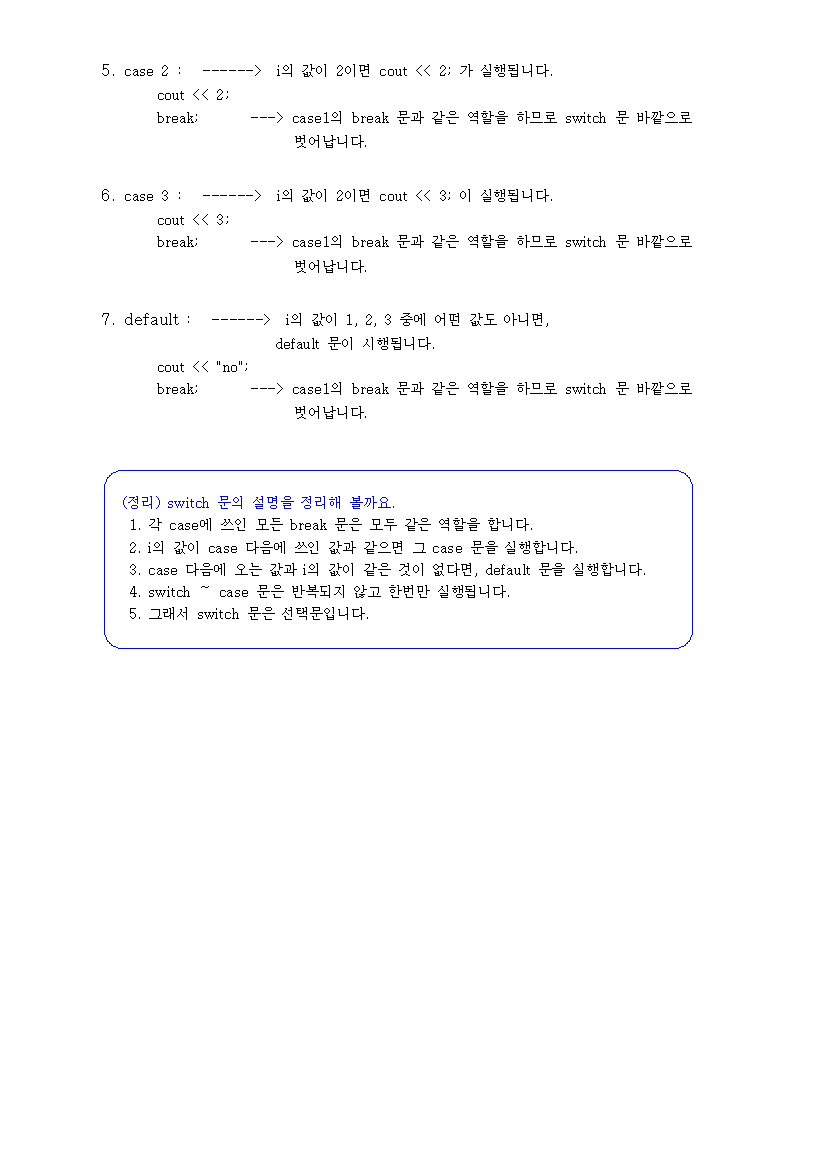 5. case 2 : ------> i의 값이 2이면 cout << 2; 가 실행됩니다.
cout << 2;
break; ---> case1의 break 문과 같은 역할을 하므로 switch 문 바깥으로
벗어납니다.
6. case 3 : ------> i의 값이 2이면 cout << 3; 이 실행됩니다.
cout << 3;
break; ---> case1의 break 문과 같은 역할을 하므로 switch 문 바깥으로
벗어납니다.
7. default : ------> i의 값이 1, 2, 3 중에 어떤 값도 아니면,
default 문이 시행됩니다.
cout << "no";
break; ---> case1의 break 문과 같은 역할을 하므로 switch 문 바깥으로
벗어납니다.
(정리) switch 문의 설명을 정리해 볼까요.
1. 각 case에 쓰인 모든 break 문은 모두 같은 역할을 합니다.
2. i의 값이 case 다음에 쓰인 값과 같으면 그 case 문을 실행합니다.
3. case 다음에 오는 값과 i의 값이 같은 것이 없다면, default 문을 실행합니다.
4. switch ~ case 문은 반복되지 않고 한번만 실행됩니다.
5. 그래서 switch 문은 선택문입니다.